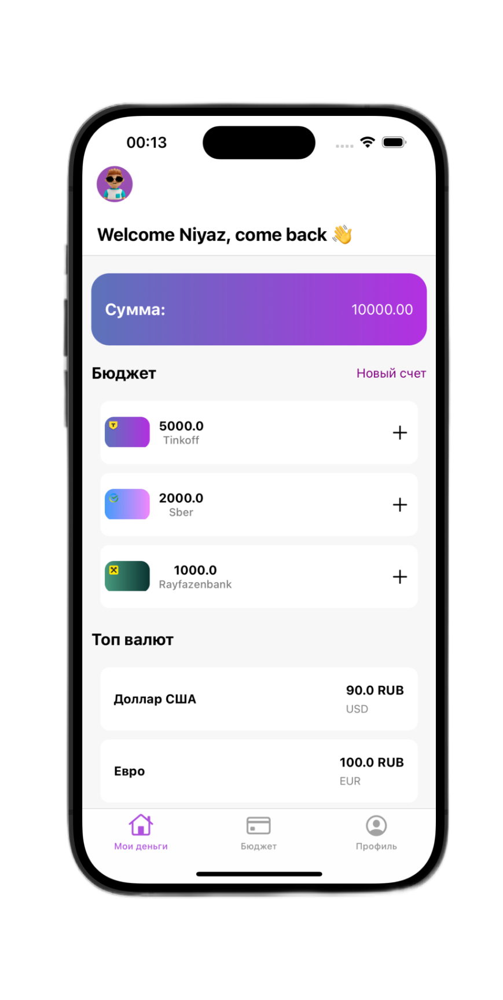 00:13
Welcome Niyaz, come back 👋
Сумма: 10000.00
Бюджет Новый счет
5000.0
Tinkoff
2000.0
Sber
1000.0
Rayfazenbank
Топ валют
Доллар США 90.0 RUB
USD
Евро 100.0 RUB
EUR
Мои деньги Бюджет Профиль